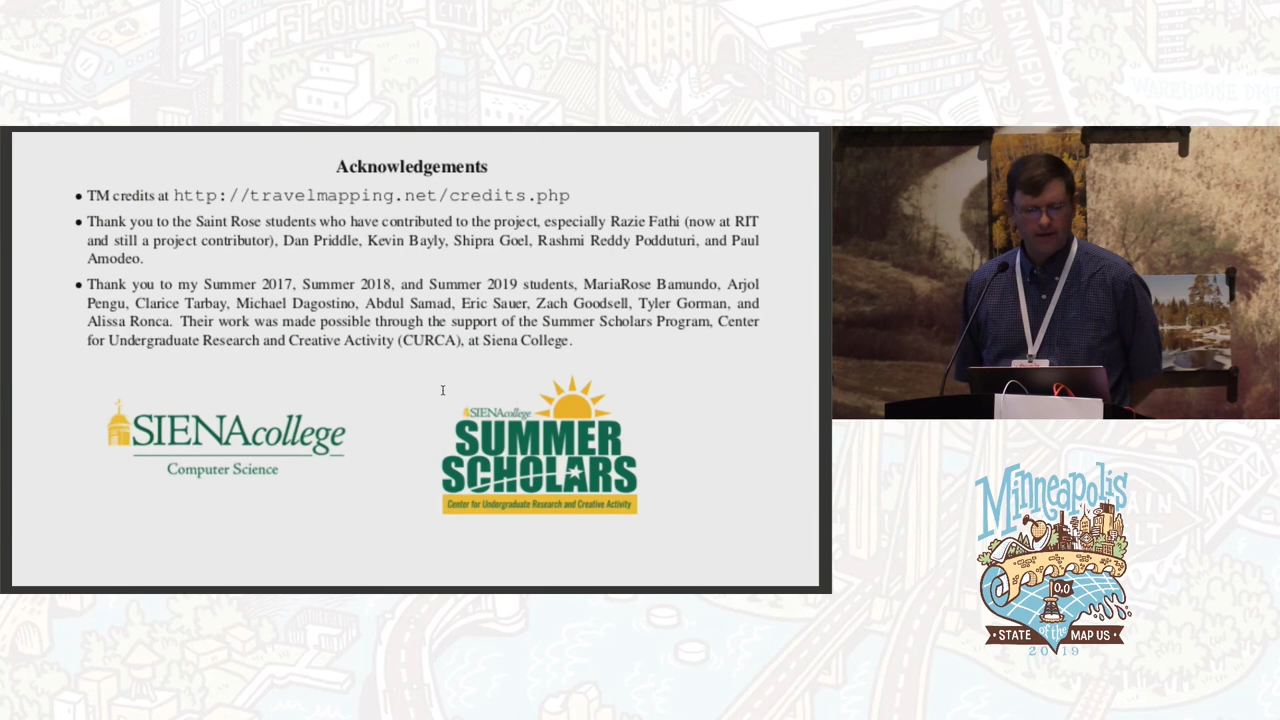 FLOUR
CITY
HENNEPIN
WAREHOUSE
Acknowledgements
• TM credits at http://travelmapping.net/credits.php
• Thank you to the Saint Rose students who have contributed to the project, especially Razie Fathi (now at RIT
and still a project contributor), Dan Priddle, Kevin Bayly, Shipra Goel, Rashmi Reddy Podduturi, and Paul
Amodeo.
• Thank you to my Summer 2017, Summer 2018, and Summer 2019 students, MariaRose Bamundo, Arjol
Pengu, Clarice Tarbay, Michael Dagostino, Abdul Samad, Eric Sauer, Zach Goodsell, Tyler Gorman, and
Alissa Ronca. Their work was made possible through the support of the Summer Scholars Program, Center
for Undergraduate Research and Creative Activity (CURCA), at Siena College.
SIENAcollege
Computer Science
SIENAcollege
SUMMER
SCHOLARS
Center for Undergraduate Research and Creative Activity
Minneapolis
STATE of the MAP US
2019